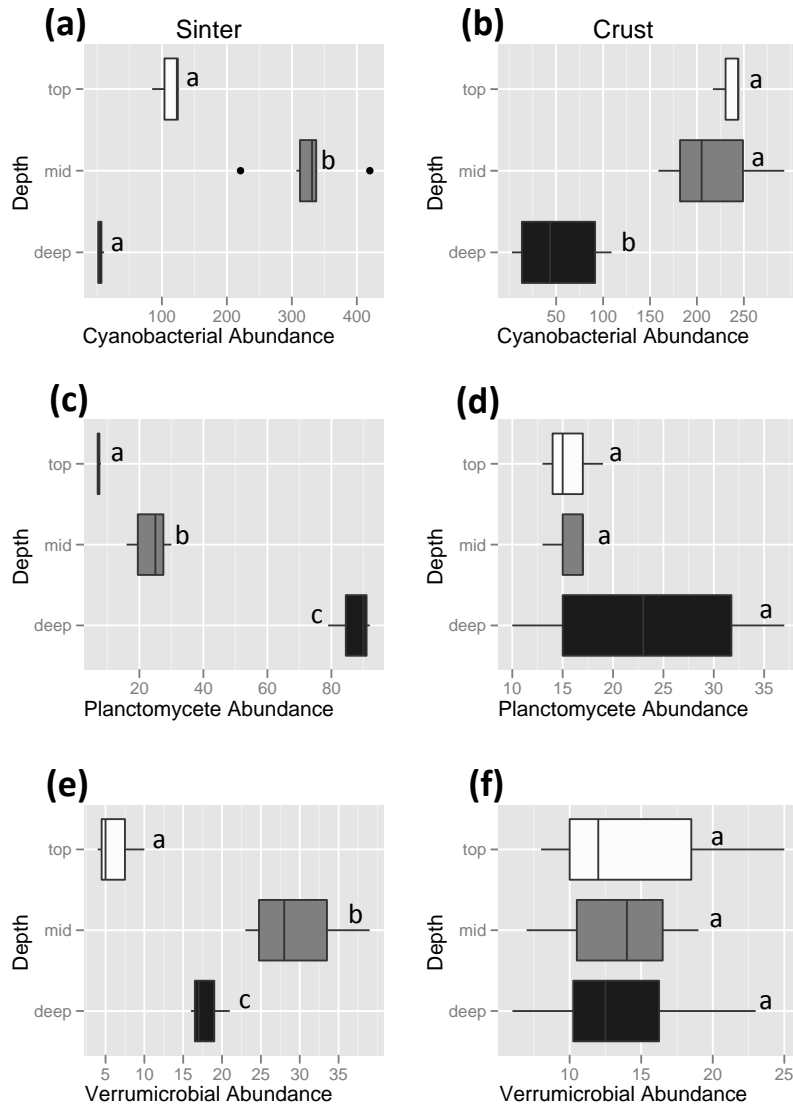 (a) Sinter
(b) Crust
Depth
top
mid
deep
a
b
a
100 200 300 400
Cyanobacterial Abundance
Depth
top
mid
deep
a
a
b
50 100 150 200 250
Cyanobacterial Abundance
(c)
Depth
top
mid
deep
a
b
c
20 40 60 80
Planctomycete Abundance
(d)
Depth
top
mid
deep
a
a
a
10 15 20 25 30 35
Planctomycete Abundance
(e)
Depth
top
mid
deep
a
b
c
5 10 15 20 25 30 35
Verrumicrobial Abundance
(f)
Depth
top
mid
deep
a
a
a
10 15 20 25
Verrumicrobial Abundance